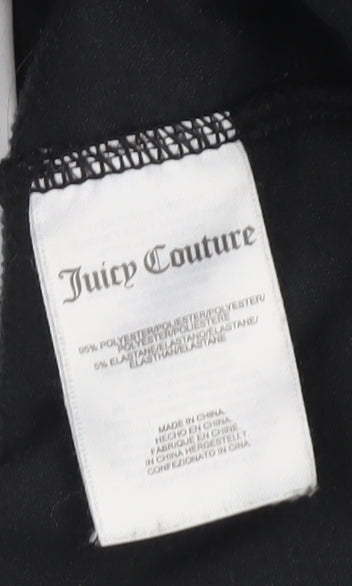 Juicy Couture
95% POLYESTER/POLIESTER/POLYESTER/
POLYESTER/POLIESTERE
5% ELASTANE/ELASTANO/ELASTANE/
ELASTHAN/ELASTANE
MADE IN CHINA
HECHO EN CHINA
FABRIQUE EN CHINE
IN CHINA HERGESTELLT
CONFEZIONATO IN CINA